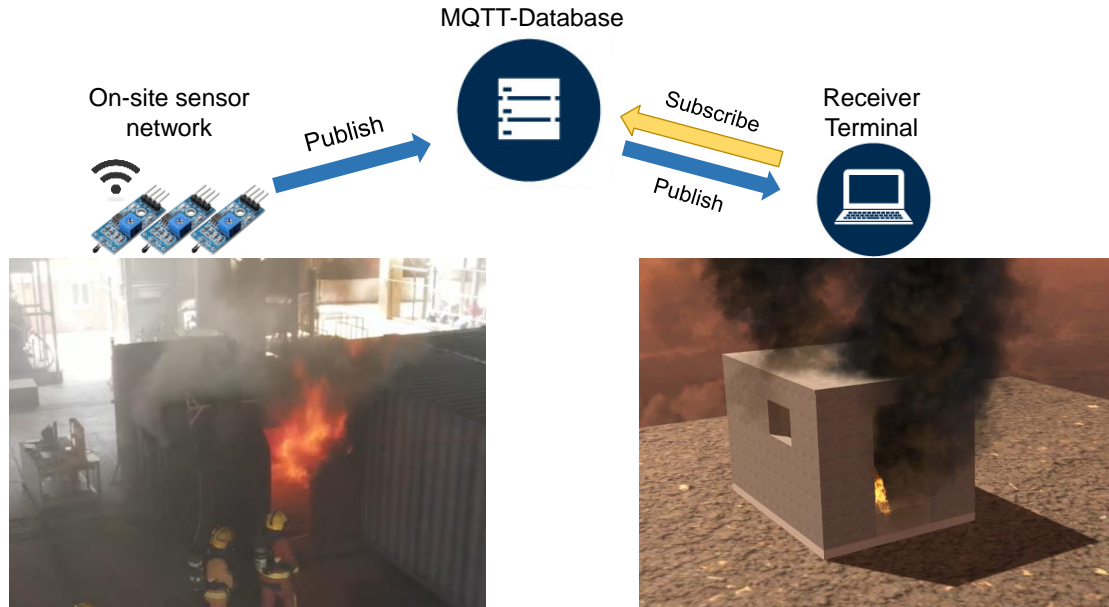 MQTT-Database
On-site sensor
network
Publish
Subscribe
Publish
Receiver
Terminal